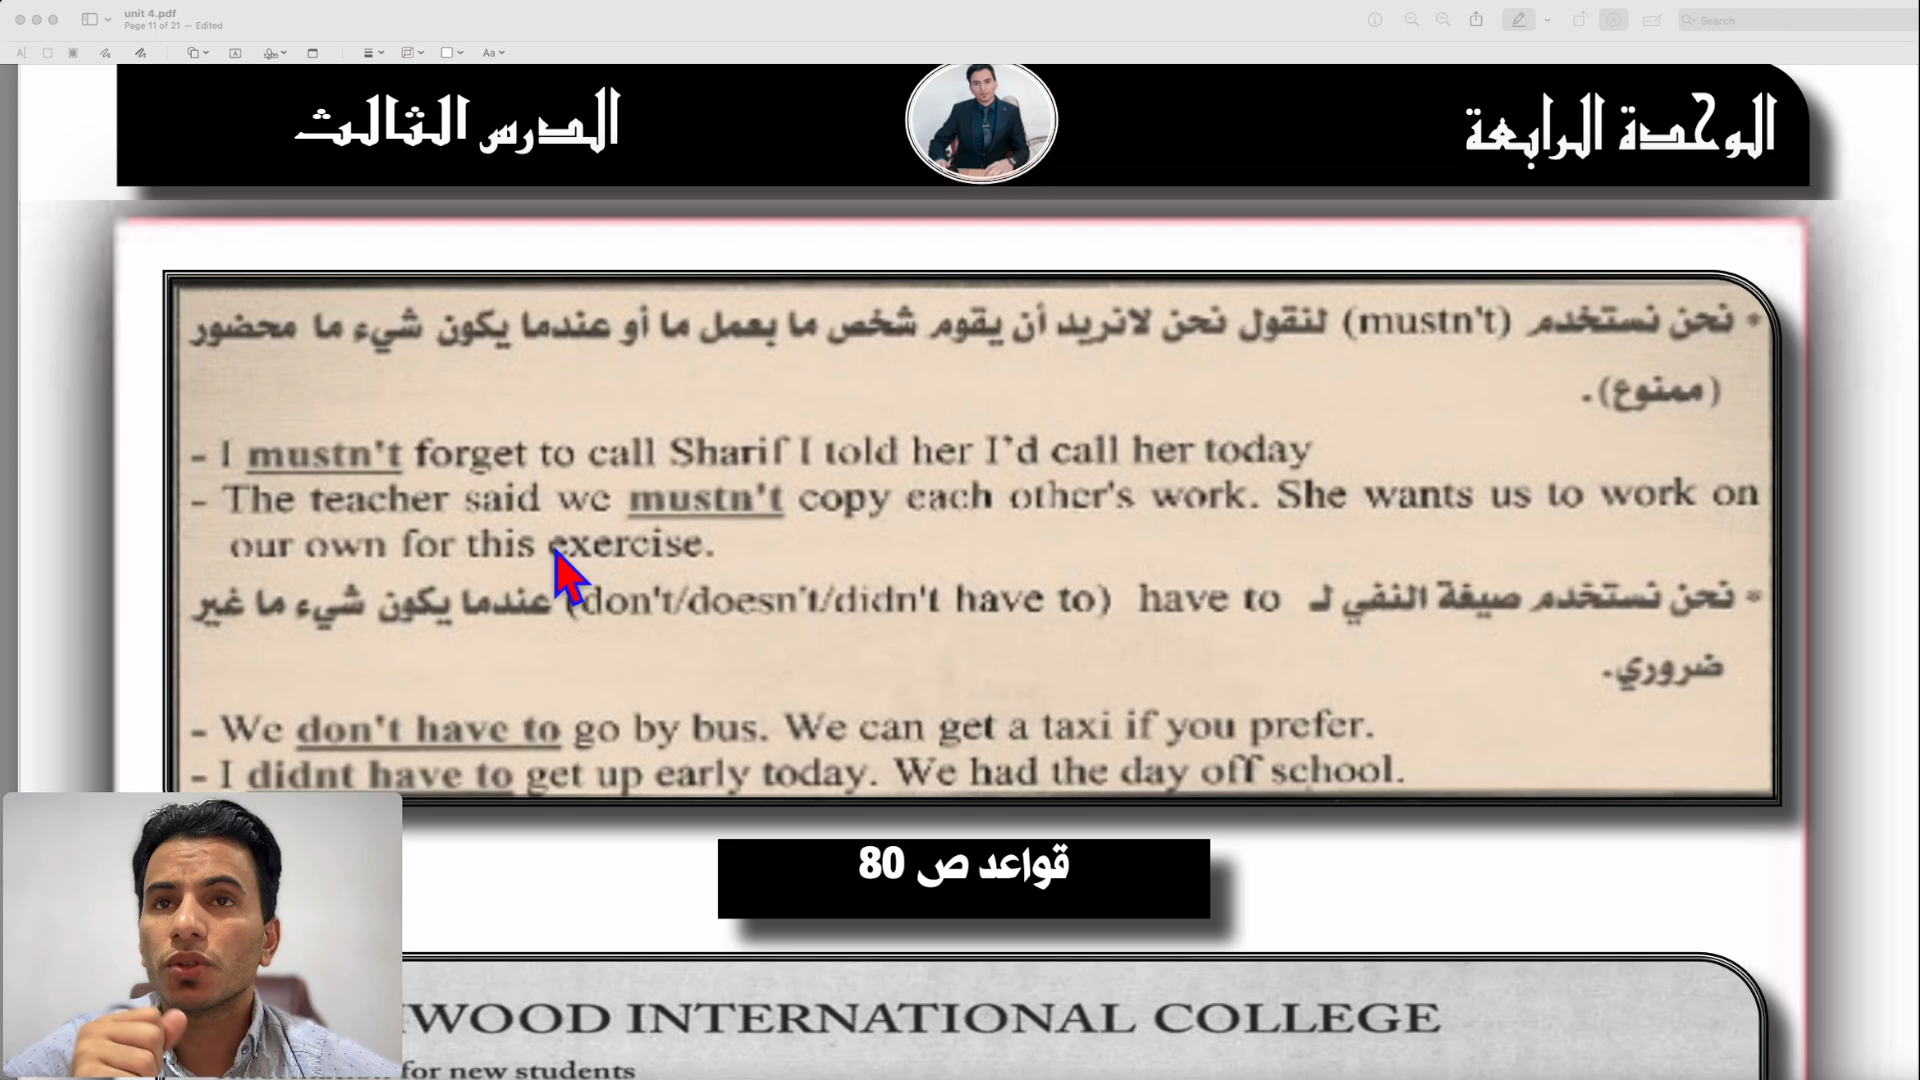 unit 4.pdf
Page 11 of 21 — Edited
Search
Aa
الوحدة الرابعة
الدرس الثالث
* نحن نستخدم (mustn't) لنقول نحن لانريد أن يقوم شخص ما بعمل ما أو عندما يكون شيء ما محضور
(ممنوع).
- I mustn't forget to call Sharif I told her I'd call her today
- The teacher said we mustn't copy each other's work. She wants us to work on
our own for this exercise.
* نحن نستخدم صيغة النفي لـ have to (don't/doesn't/didn't have to) عندما يكون شيء ما غير
ضروري.
- We don't have to go by bus. We can get a taxi if you prefer.
- I didnt have to get up early today. We had the day off school.
قواعد ص 80
WOOD INTERNATIONAL COLLEGE
for new students